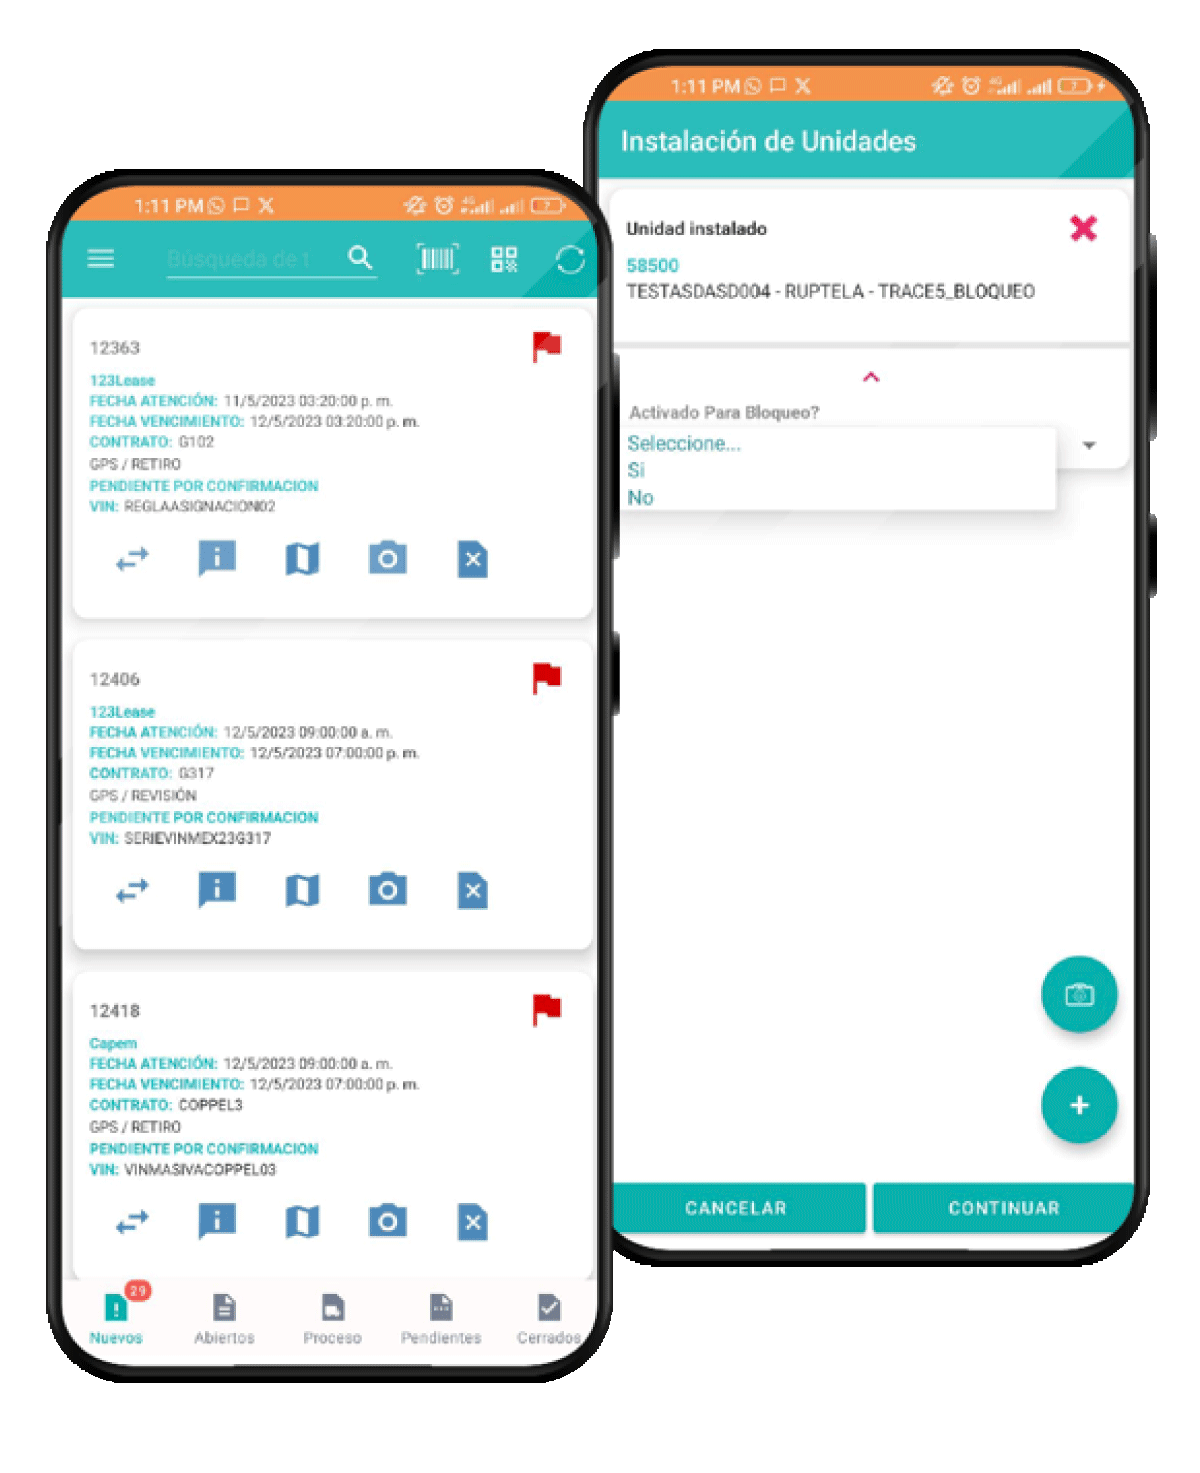 1:11 PM
Búsqueda de t
12363
123Lease
FECHA ATENCIÓN: 11/5/2023 03:20:00 p. m.
FECHA VENCIMIENTO: 12/5/2023 03:20:00 p. m.
CONTRATO: G102
GPS / RETIRO
PENDIENTE POR CONFIRMACION
VIN: REGLAASIGNACION02
12406
123Lease
FECHA ATENCIÓN: 12/5/2023 09:00:00 a. m.
FECHA VENCIMIENTO: 12/5/2023 07:00:00 p. m.
CONTRATO: G317
GPS / REVISIÓN
PENDIENTE POR CONFIRMACION
VIN: SERIEVINMEX23G317
12418
Capem
FECHA ATENCIÓN: 12/5/2023 09:00:00 a. m.
FECHA VENCIMIENTO: 12/5/2023 07:00:00 p. m.
CONTRATO: COPPEL3
GPS / RETIRO
PENDIENTE POR CONFIRMACION
VIN: VINMASIVACOPPEL03
29
Nuevos Abiertos Proceso Pendientes Cerrados
1:11 PM
4G 7
Instalación de Unidades
Unidad instalado
58500
TESTASDASD004 - RUPTELA - TRACE5_BLOQUEO
Activado Para Bloqueo?
Seleccione...
Si
No
CANCELAR CONTINUAR